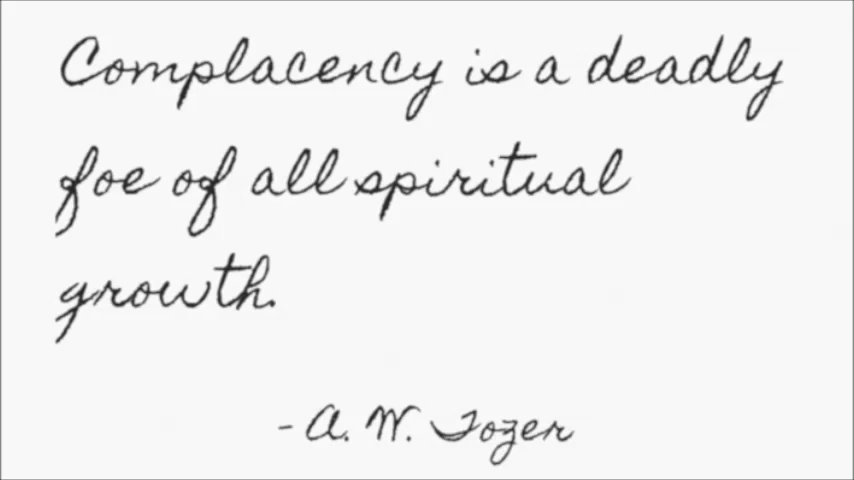 Complacency is a deadly
foe of all spiritual
growth.
- A. W. Tozer